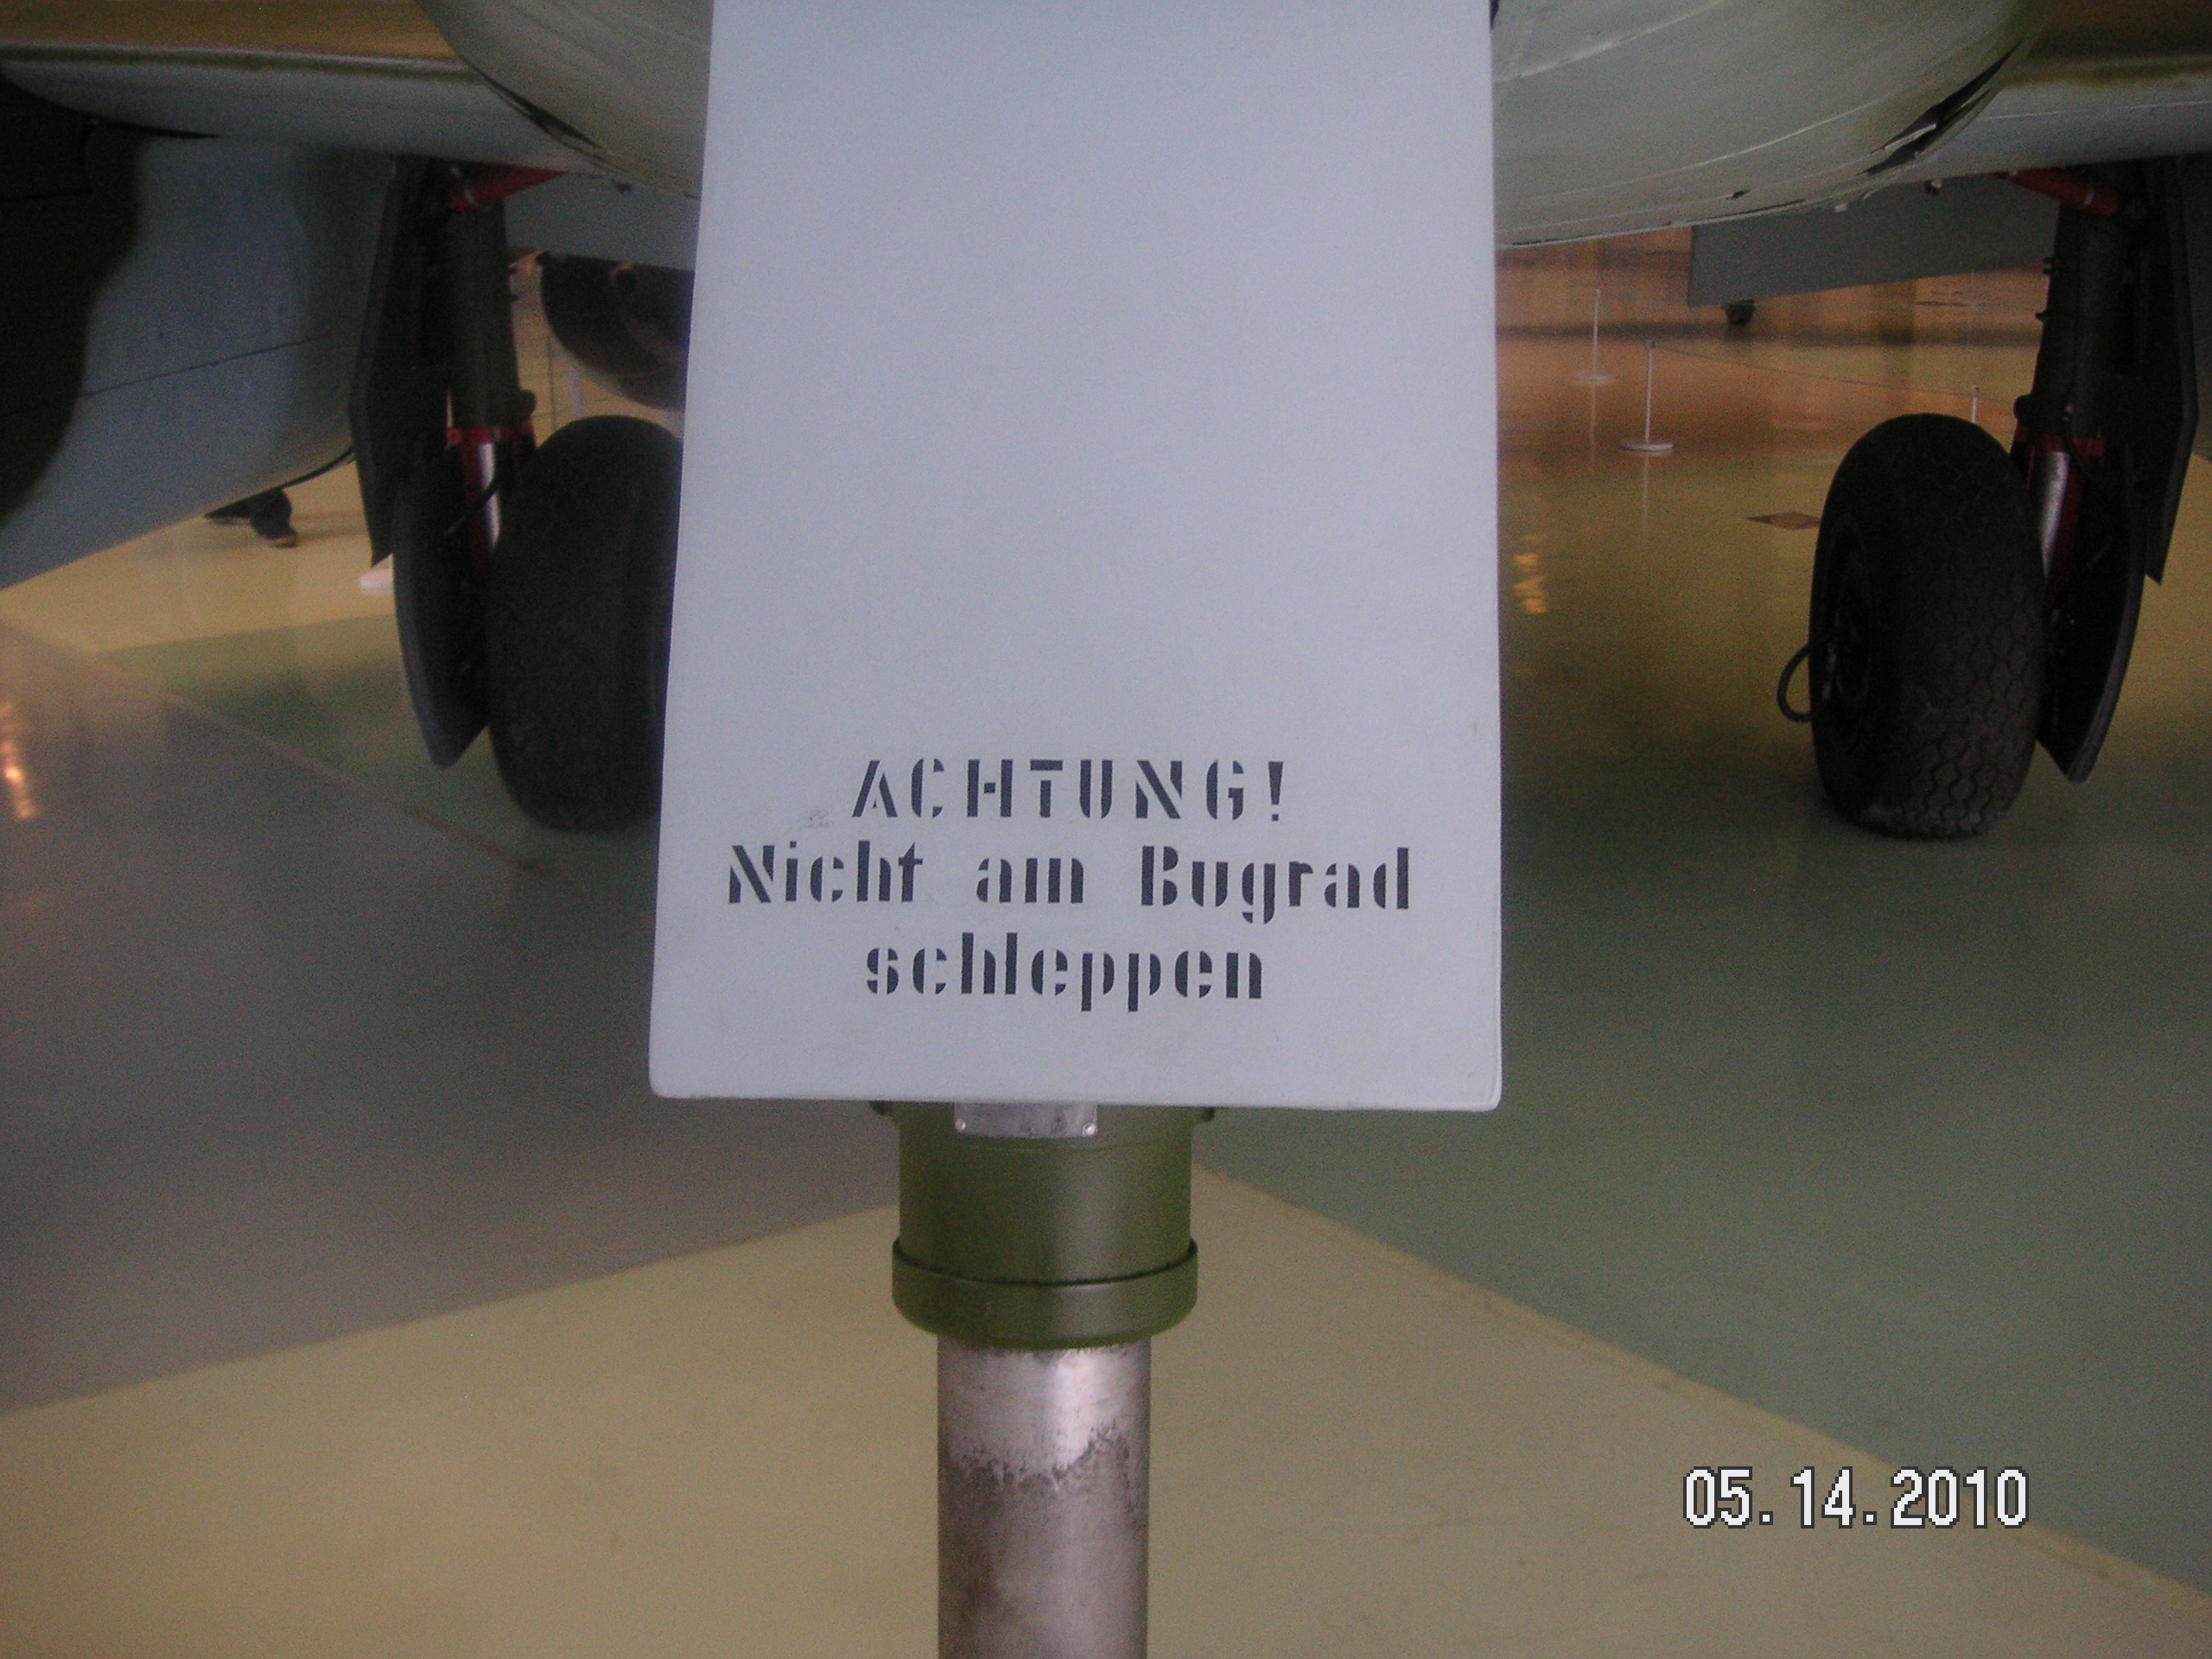 ACHTUNG!
Nicht am Bugrad
schleppen
05.14.2010